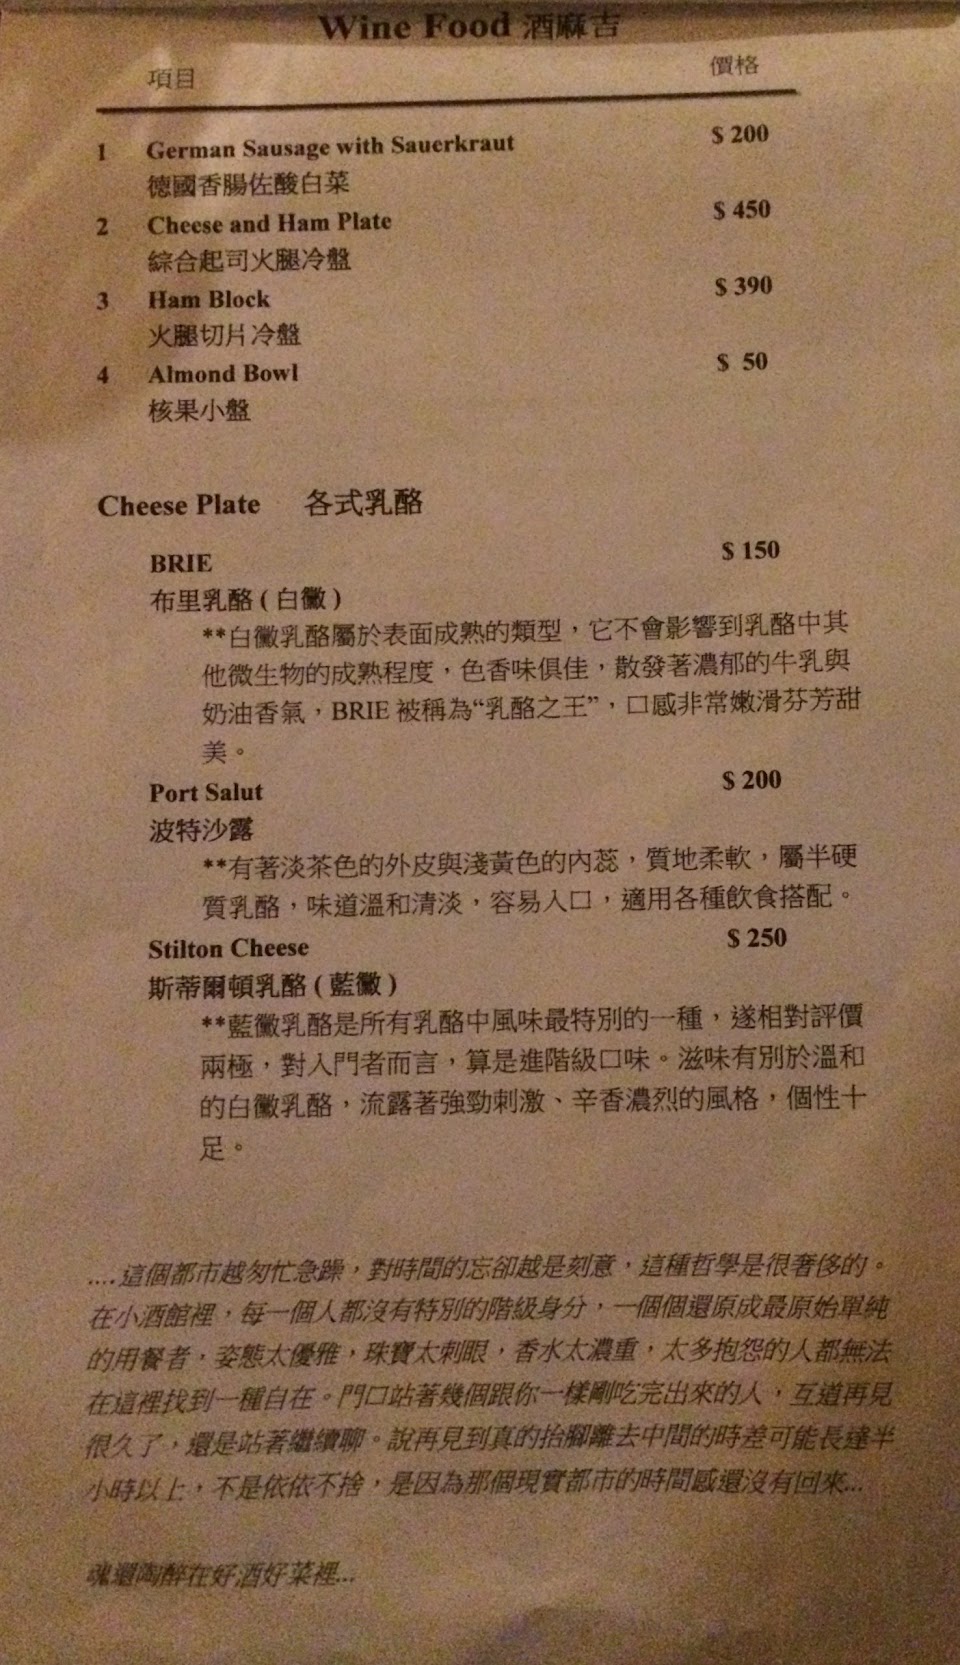 Wine Food 酒麻吉
項目 價格
1 German Sausage with Sauerkraut $ 200
德國香腸佐酸白菜
2 Cheese and Ham Plate $ 450
綜合起司火腿冷盤
3 Ham Block $ 390
火腿切片冷盤
4 Almond Bowl $ 50
核果小盤
Cheese Plate 各式乳酪
BRIE $ 150
布里乳酪 ( 白黴 )
**白黴乳酪屬於表面成熟的類型，它不會影響到乳酪中其
他微生物的成熟程度，色香味俱佳，散發著濃郁的牛乳與
奶油香氣，BRIE 被稱為“乳酪之王”，口感非常嫩滑芬芳甜
美。
Port Salut $ 200
波特沙露
**有著淡茶色的外皮與淺黃色的內蕊，質地柔軟，屬半硬
質乳酪，味道溫和清淡，容易入口，適用各種飲食搭配。
Stilton Cheese $ 250
斯蒂爾頓乳酪 ( 藍黴 )
**藍黴乳酪是所有乳酪中風味最特別的一種，遂相對評價
兩極，對入門者而言，算是進階級口味。滋味有別於溫和
的白黴乳酪，流露著強勁刺激、辛香濃烈的風格，個性十
足。
....這個都市越匆忙急躁，對時間的忘卻越是刻意，這種哲學是很奢侈的。
在小酒館裡，每一個人都沒有特別的階級身分，一個個還原成最原始單純
的用餐者，姿態太優雅，珠寶太刺眼，香水太濃重，太多抱怨的人都無法
在這裡找到一種自在。門口站著幾個跟你一樣剛吃完出來的人，互道再見
很久了，還是站著繼續聊。說再見到真的抬腳離去中間的時差可能長達半
小時以上，不是依依不捨，是因為那個現實都市的時間感還沒有回來...
魂還陶醉在好酒好菜裡...